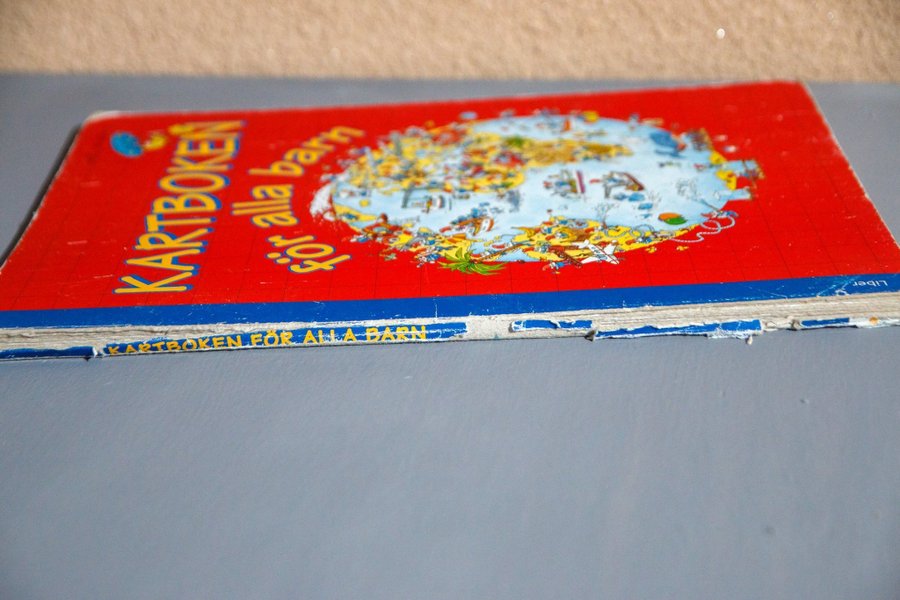 KARTBOKEN
för alla barn
Liber
KARTBOKEN FÖR ALLA BARN